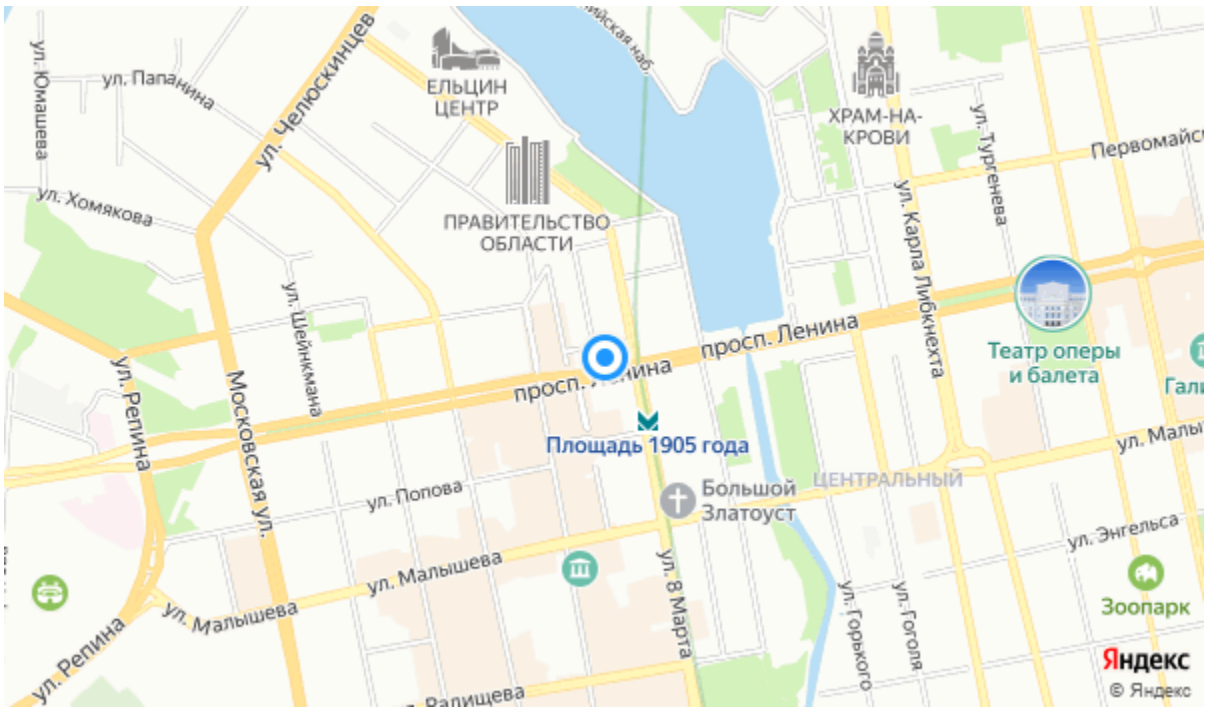 ул. Юмашева
ул. Папанина
ул. Челюскинцев
ЕЛЬЦИН
ЦЕНТР
наб.
ХРАМ-НА-
КРОВИ
ул. Тургенева
Первомайс
ул. Хомякова
ПРАВИТЕЛЬСТВО
ОБЛАСТИ
ул. Карла Либкнехта
ул. Шейнкмана
просп. Ленина
Театр оперы
и балета
Гали
ул. Репина
Московская ул.
просп. Ленина
Площадь 1905 года
ул. Малы
ул. Попова
Большой
Златоуст
ЦЕНТРАЛЬНЫЙ
ул. Энгельса
ул. Малышева
ул. 8 Марта
ул. Горького
ул. Гоголя
Зоопарк
ул. Малышева
ул. Репина
Яндекс
© Яндекс